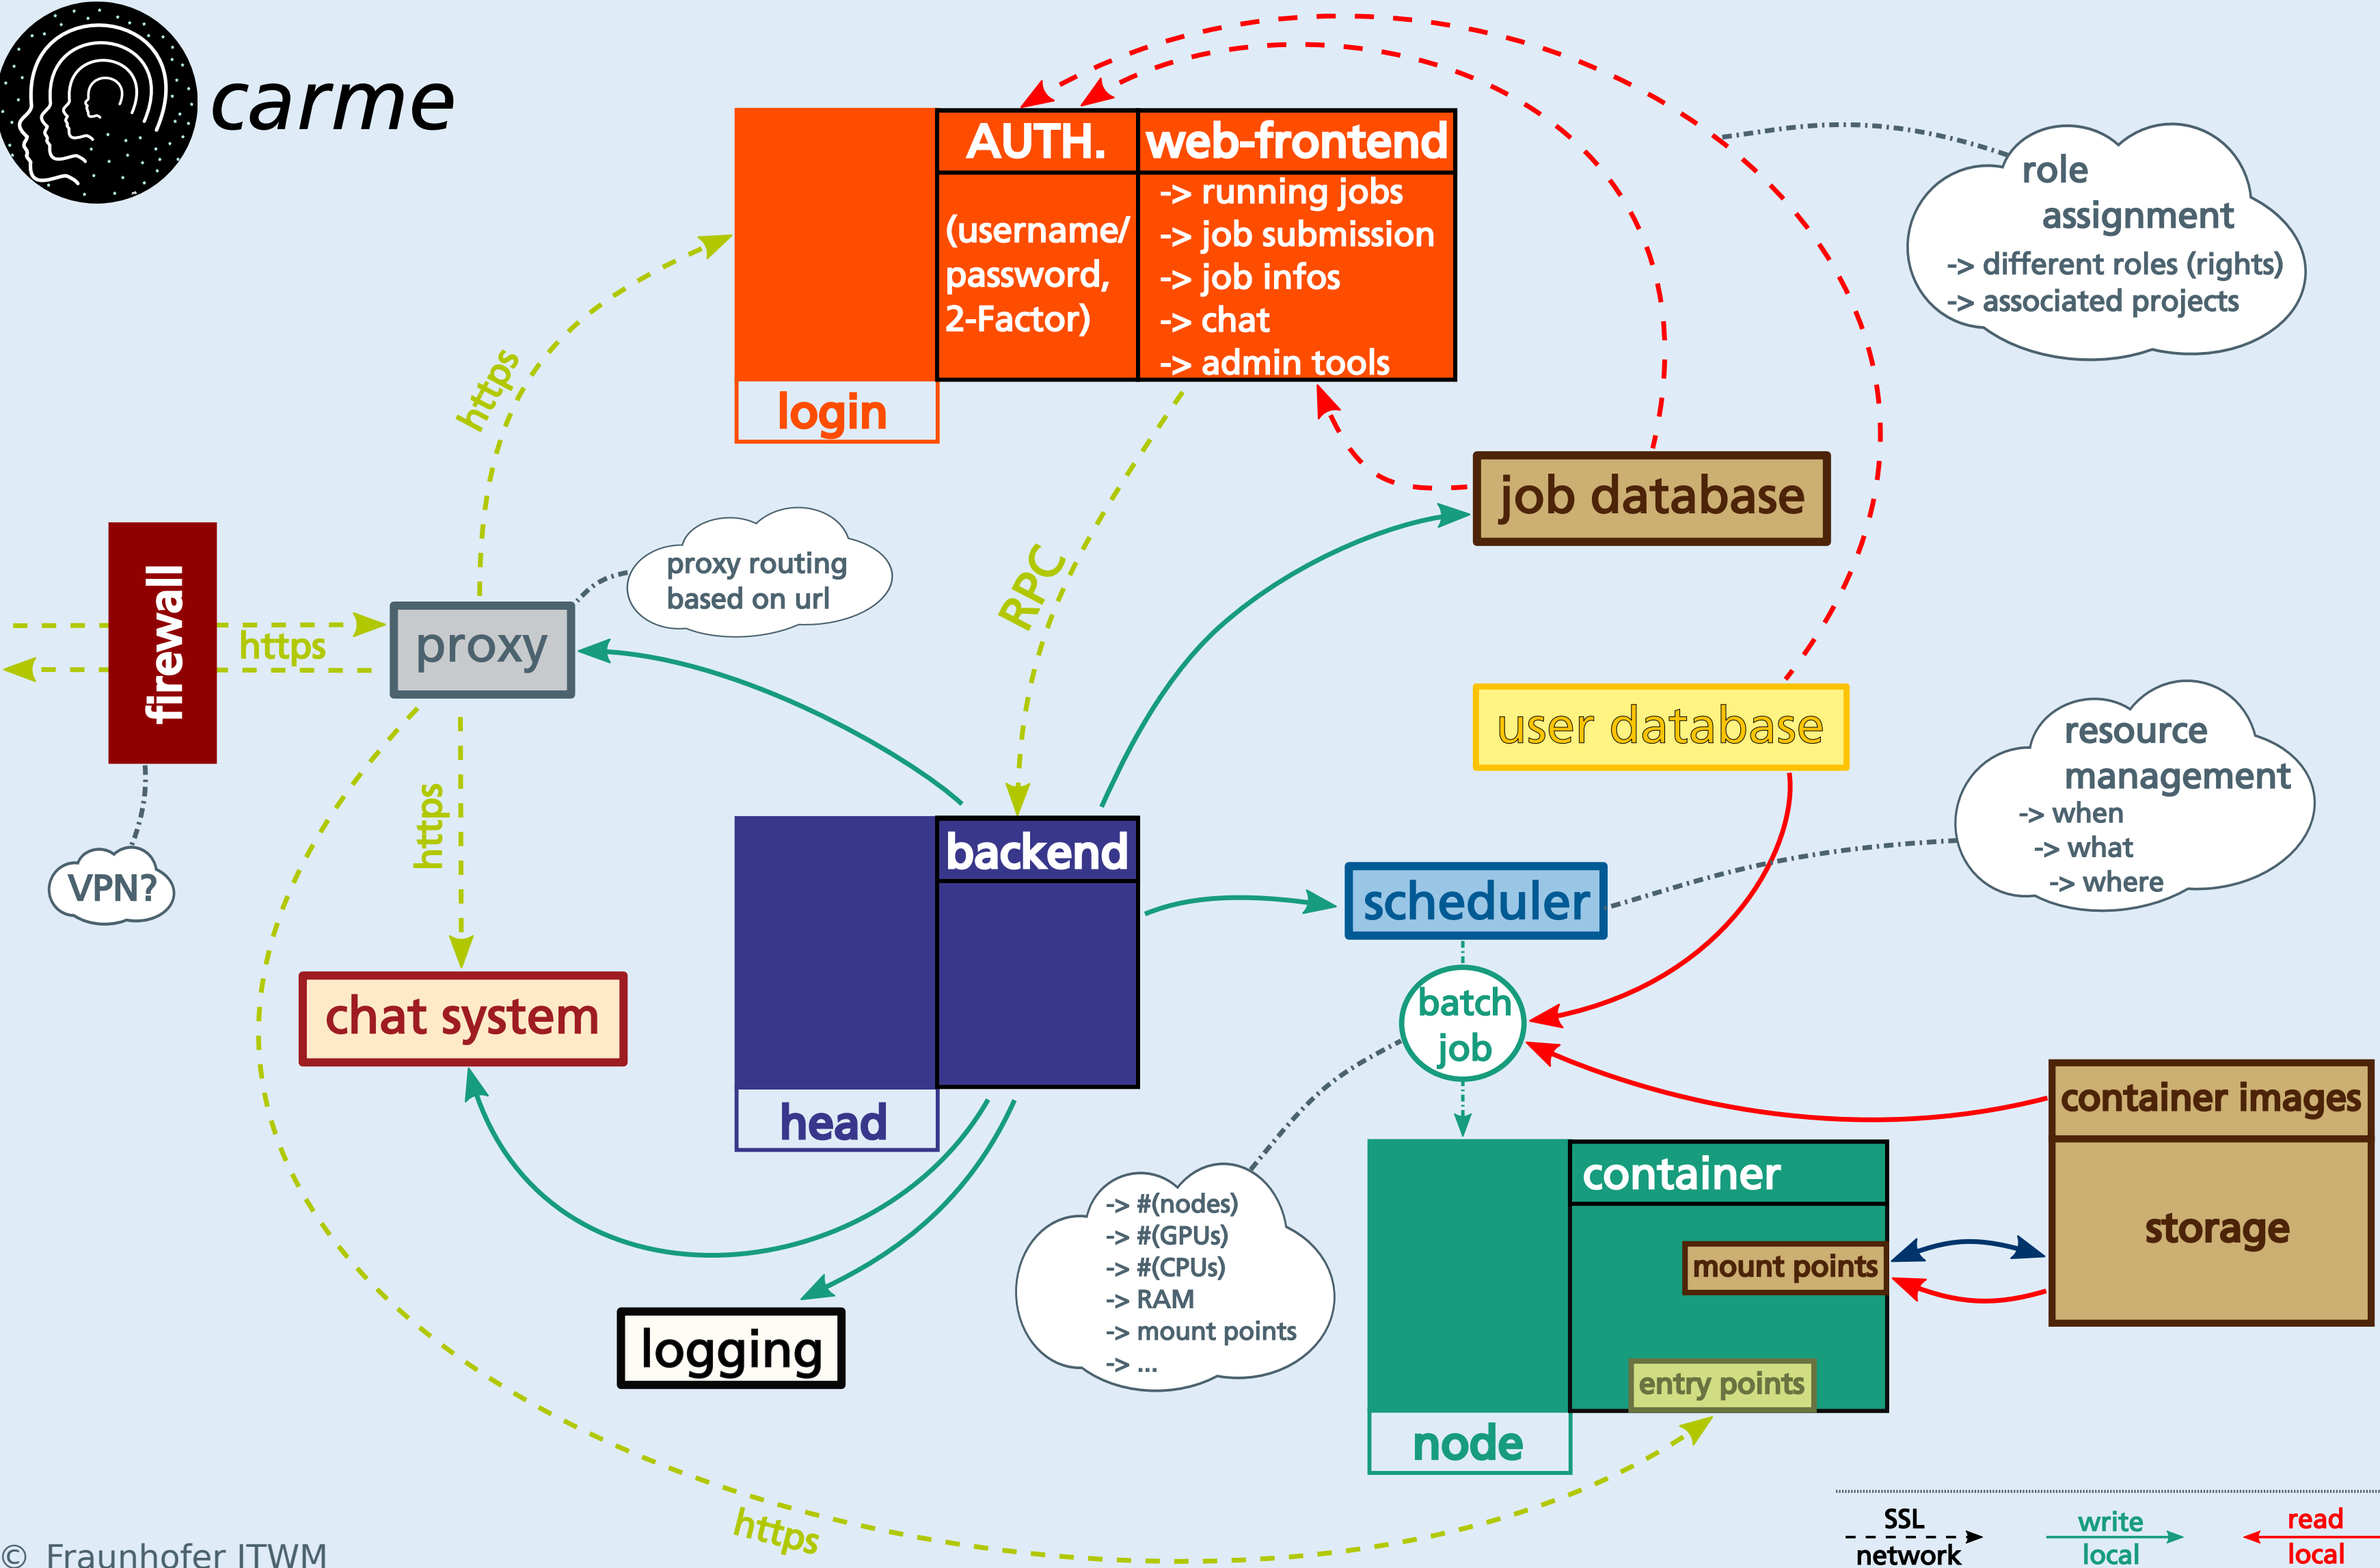 carme
AUTH.
(username/
password,
2-Factor)
web-frontend
-> running jobs
-> job submission
-> job infos
-> chat
-> admin tools
login
role
assignment
-> different roles (rights)
-> associated projects
https
job database
proxy routing
based on url
RPC
firewall
https
proxy
user database
resource
management
-> when
-> what
-> where
https
VPN?
backend
scheduler
chat system
batch
job
head
container images
storage
container
mount points
entry points
node
-> #(nodes)
-> #(GPUs)
-> #(CPUs)
-> RAM
-> mount points
-> ...
logging
https
© Fraunhofer ITWM
SSL
network
write
local
read
local